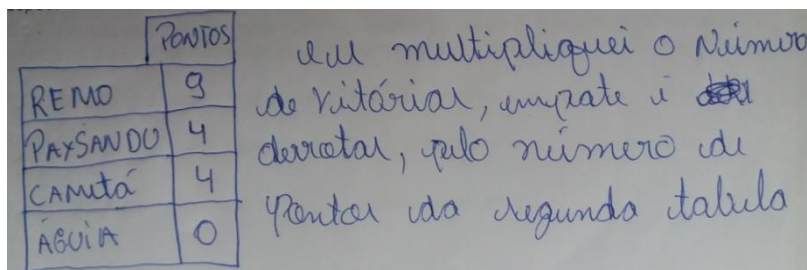 PONTOS
REMO 9
PAYSANDO 4
CAMETÁ 4
ÁGUIA 0
eu multipliquei o Número
de Vitórias, empate i
derrotas, pelo número de
Pontos da segunda tabela